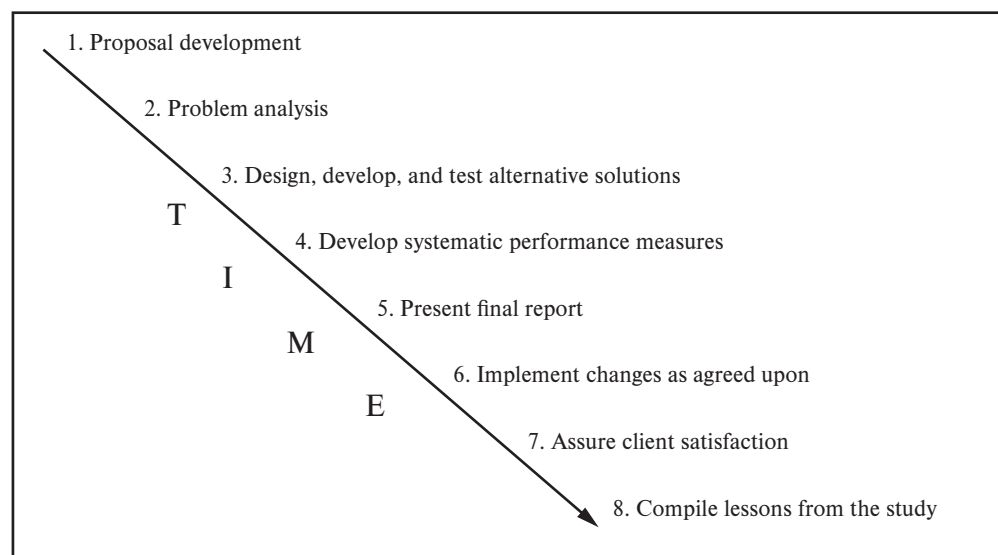 1. Proposal development
2. Problem analysis
3. Design, develop, and test alternative solutions
T
4. Develop systematic performance measures
I
5. Present final report
M
6. Implement changes as agreed upon
E
7. Assure client satisfaction
8. Compile lessons from the study